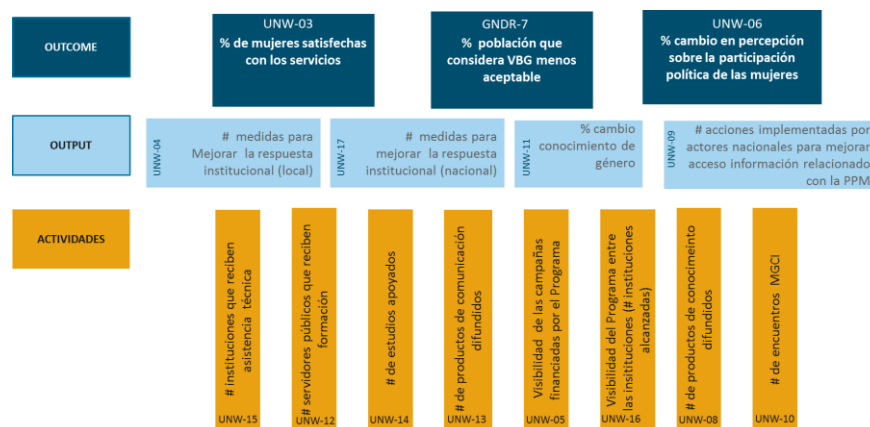 OUTCOME
UNW-03
% de mujeres satisfechas
con los servicios
GNDR-7
% población que
considera VBG menos
aceptable
UNW-06
% cambio en percepción
sobre la participación
política de las mujeres
OUTPUT
UNW-04
# medidas para
Mejorar la respuesta
institucional (local)
UNW-17
# medidas para
mejorar la respuesta
institucional (nacional)
UNW-11
% cambio
conocimiento de
género
UNW-09
# acciones implementadas por
actores nacionales para mejorar
acceso información relacionado
con la PPM
ACTIVIDADES
# instituciones que reciben
asistencia técnica
UNW-15
# servidores públicos que reciben
formación
UNW-12
# de estudios apoyados
UNW-14
# de productos de comunicación
difundidos
UNW-13
Visibilidad de las campañas
financiadas por el Programa
UNW-05
Visibilidad del Programa entre
las insitituciones (# instituciones
alcanzadas)
UNW-16
# de productos de conocimeinto
difundidos
UNW-08
# de encuentros MGCI
UNW-10